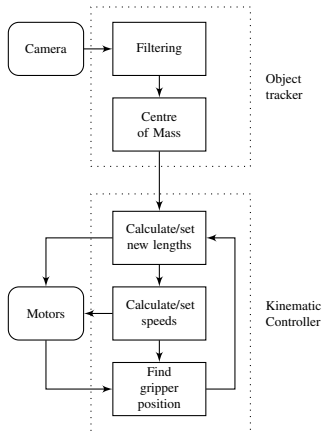 Camera
Filtering
Object
tracker
Centre
of Mass
Calculate/set
new lengths
Motors
Calculate/set
speeds
Kinematic
Controller
Find
gripper
position